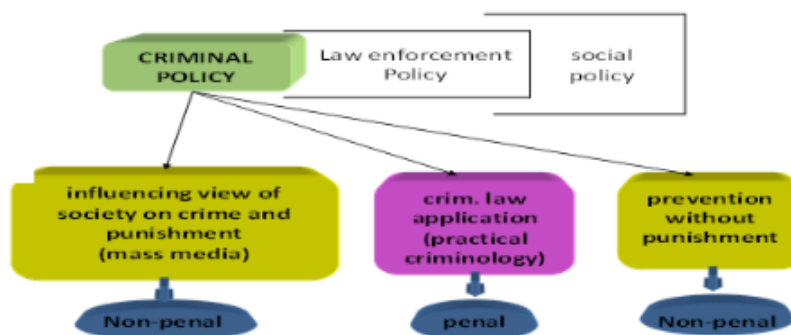 CRIMINAL
POLICY
Law enforcement
Policy
social
policy
influencing view of
society on crime and
punishment
(mass media)
crim. law
application
(practical
criminology)
prevention
without
punishment
Non-penal
penal
Non-penal